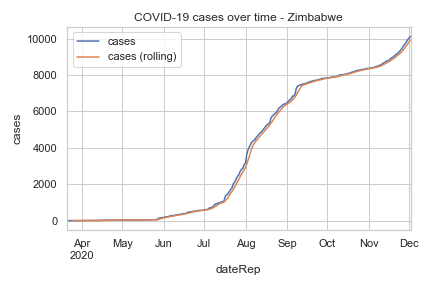 COVID-19 cases over time - Zimbabwe
cases
cases (rolling)
10000
8000
6000
4000
2000
0
cases
Apr May Jun Jul Aug Sep Oct Nov Dec
2020
dateRep